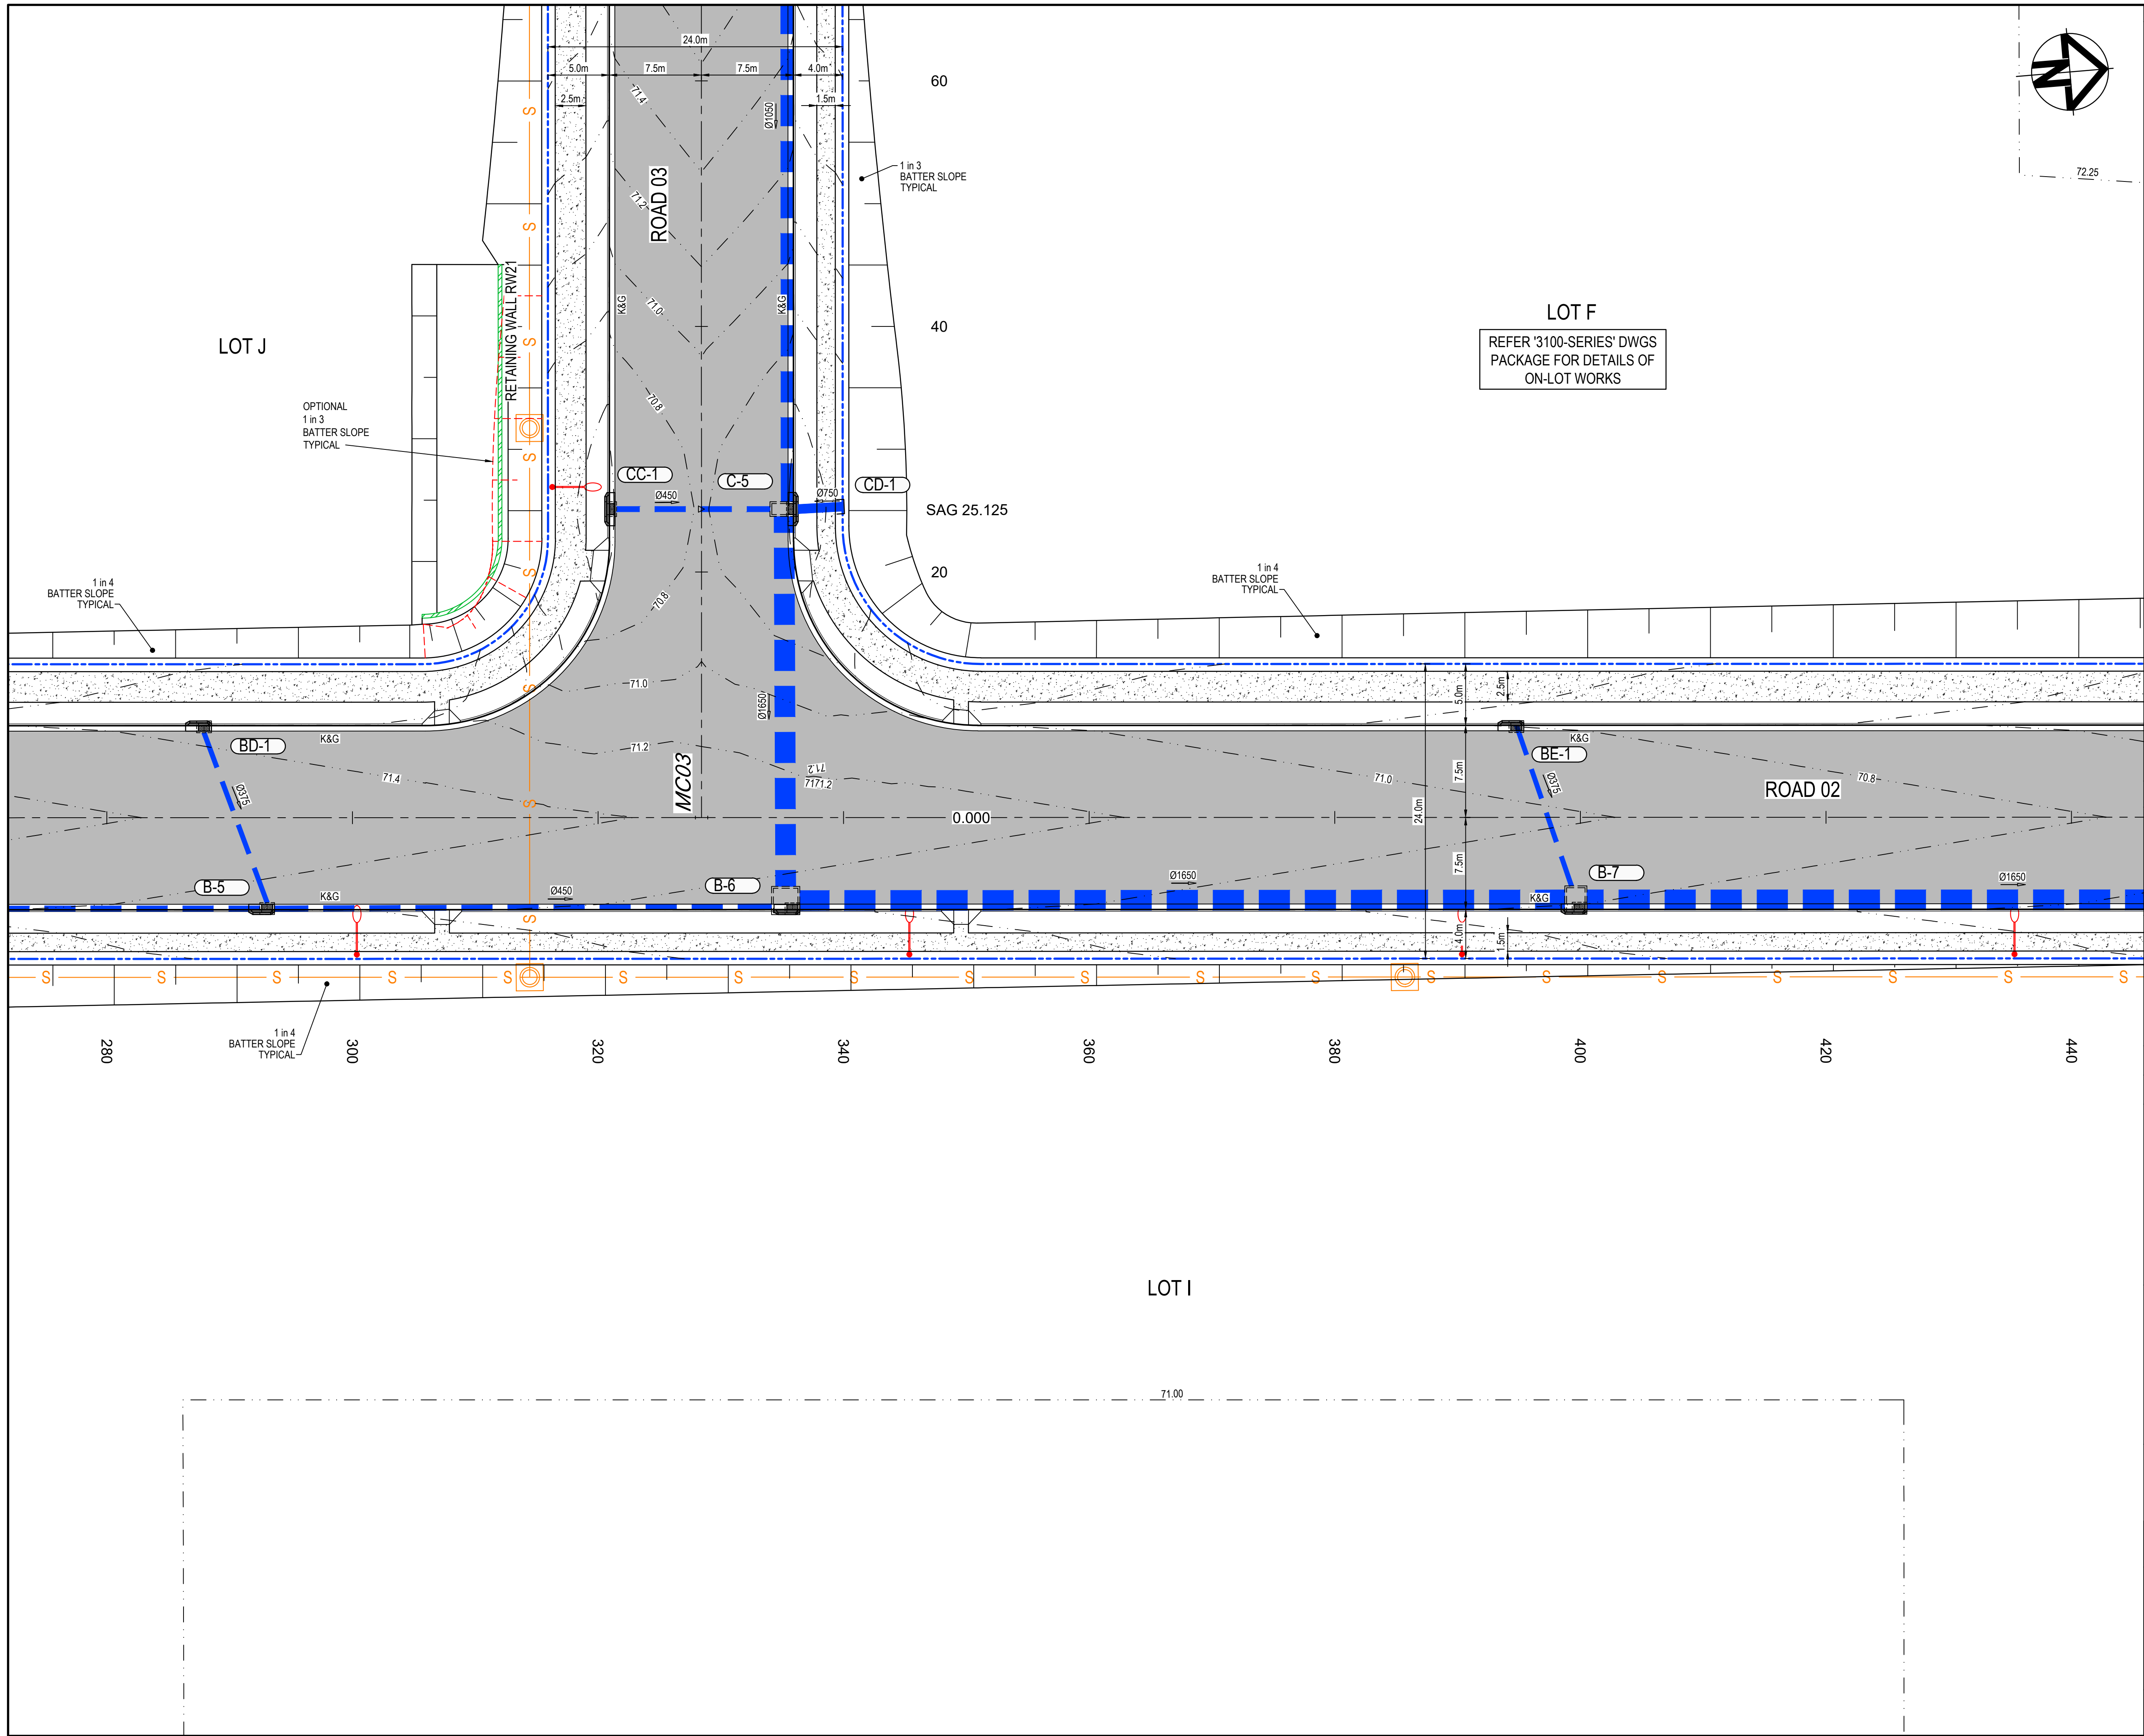 24.0m
5.0m
7.5m
7.5m
4.0m
60
2.5m
1.5m
71.4
Ø1050
N
72.25
1 in 3
BATTER SLOPE
TYPICAL
ROAD 03
71.2
S
S
S
RETAINING WALL RW21
K&G
71.0
K&G
40
LOT J
LOT F
REFER '3100-SERIES' DWGS
PACKAGE FOR DETAILS OF
ON-LOT WORKS
OPTIONAL
1 in 3
BATTER SLOPE
TYPICAL
70.8
S
CC-1
C-5
CD-1
Ø450
Ø750
SAG 25.125
S
20
1 in 4
BATTER SLOPE
TYPICAL
1 in 4
BATTER SLOPE
TYPICAL
70.8
71.0
S
Ø1650
5.0m
2.5m
BD-1
K&G
71.2
K&G
BE-1
71.4
MC03
71.2
7171.2
71.0
7.5m
Ø375
70.8
ROAD 02
Ø375
S
24.0m
0.000
B-5
K&G
Ø450
B-6
Ø1650
7.5m
B-7
K&G
Ø1650
S
4.0m
1.5m
S S S S S S S S S S S S S S S S S S S
1 in 4
BATTER SLOPE
TYPICAL
280
300
320
340
360
380
400
420
440
LOT I
71.00